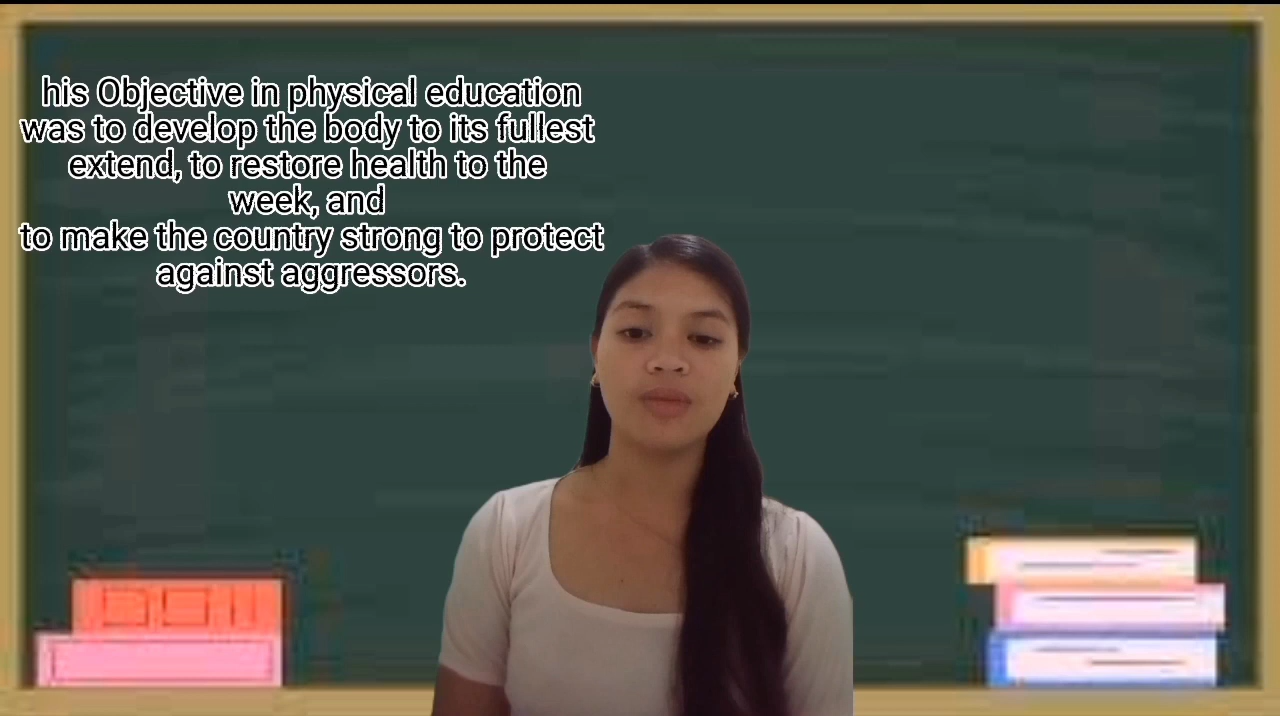 his Objective in physical education
was to develop the body to its fullest
extend, to restore health to the
week, and
to make the country strong to protect
against aggressors.